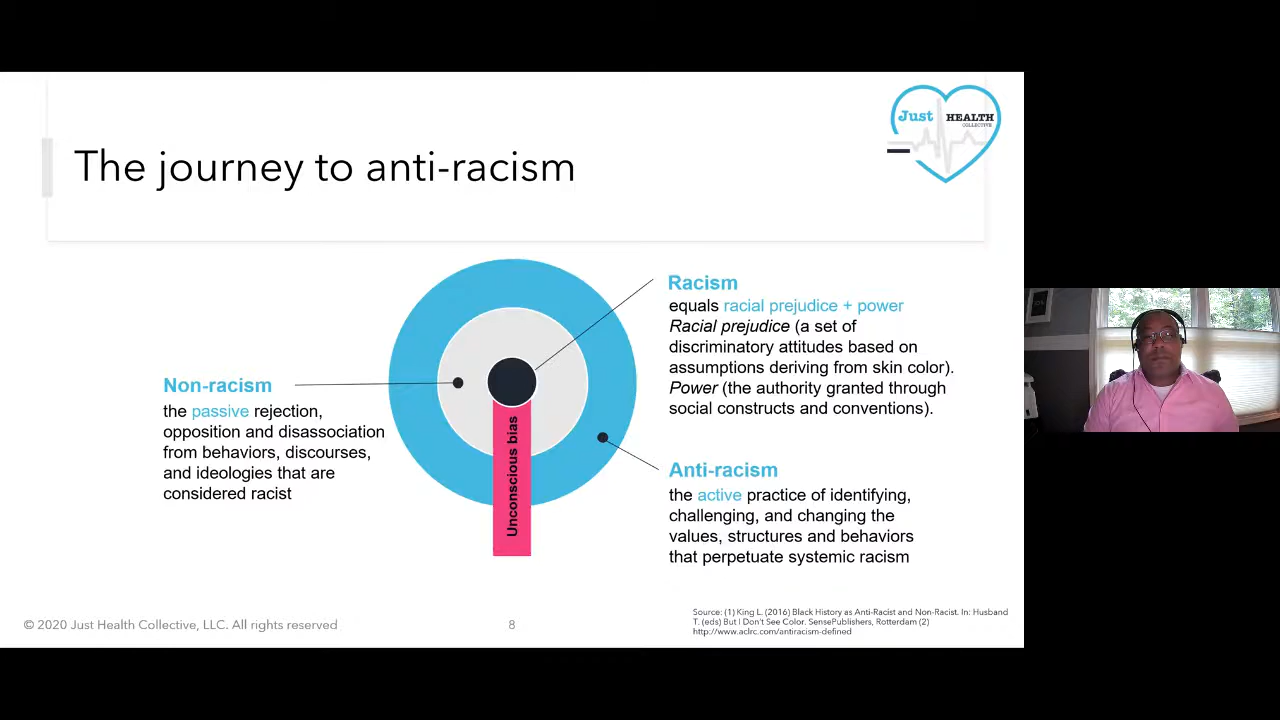 Just HEALTH
COLLECTIVE
The journey to anti-racism
Racism
equals racial prejudice + power
Racial prejudice (a set of
discriminatory attitudes based on
assumptions deriving from skin color).
Power (the authority granted through
social constructs and conventions).
Non-racism
the passive rejection,
opposition and disassociation
from behaviors, discourses,
and ideologies that are
considered racist
Unconscious bias
Anti-racism
the active practice of identifying,
challenging, and changing the
values, structures and behaviors
that perpetuate systemic racism
© 2020 Just Health Collective, LLC. All rights reserved
8
Source: (1) King L. (2016) Black History as Anti-Racist and Non-Racist. In: Husband
T. (eds) But I Don't See Color. SensePublishers, Rotterdam (2)
http://www.aclrc.com/antiracism-defined